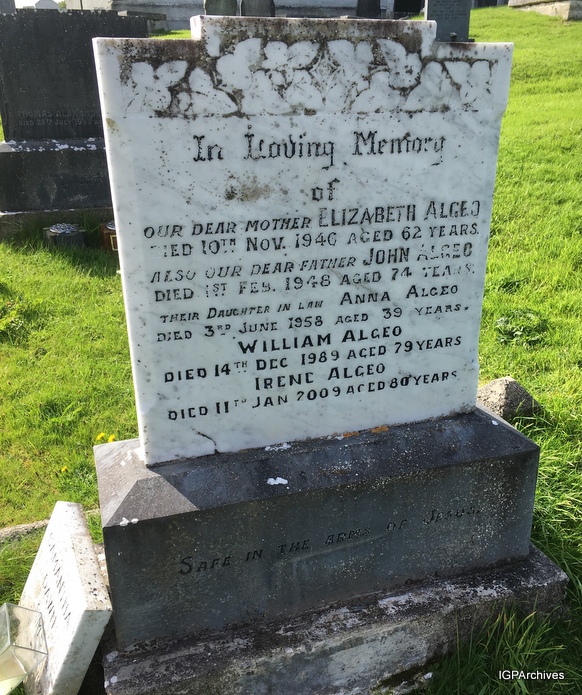 In Loving Memory
of
OUR DEAR MOTHER ELIZABETH ALGEO
DIED 10TH NOV. 1946 AGED 62 YEARS.
ALSO OUR DEAR FATHER JOHN ALGEO
DIED 1ST FEB. 1948 AGED 74 YEARS.
THEIR DAUGHTER IN LAW ANNA ALGEO
DIED 3RD JUNE 1958 AGED 39 YEARS.
WILLIAM ALGEO
DIED 14TH DEC 1989 AGED 79 YEARS
IRENE ALGEO
DIED 11TH JAN 2009 AGED 80 YEARS
SAFE IN THE ARMS OF JESUS.
IGPArchives